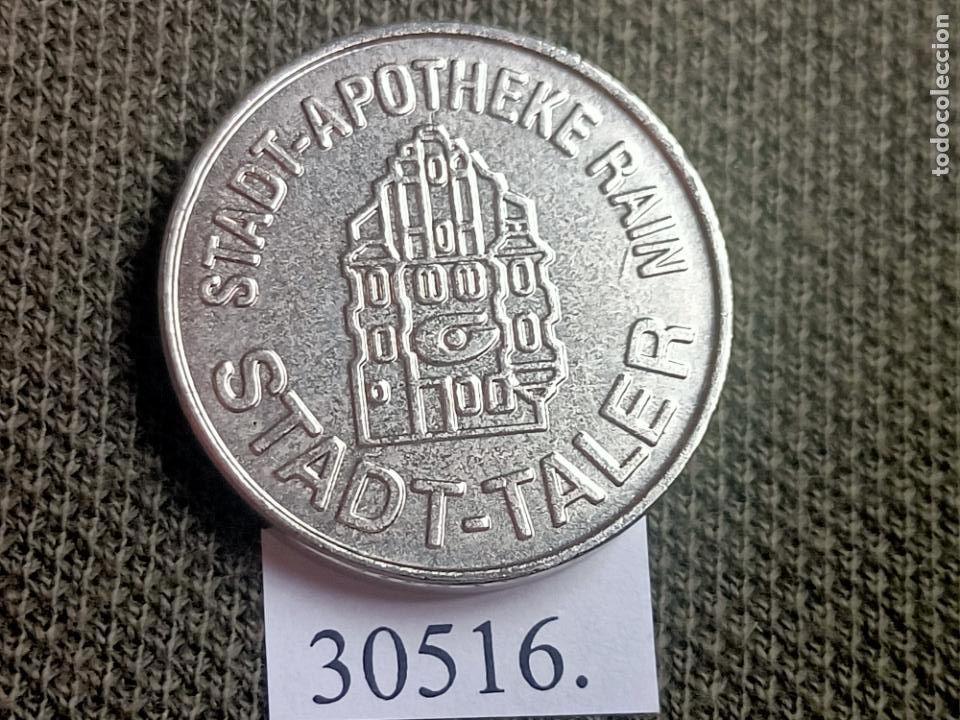 STADT-APOTHEKE RAIN
STADT-TALER
30516.
todocoleccion